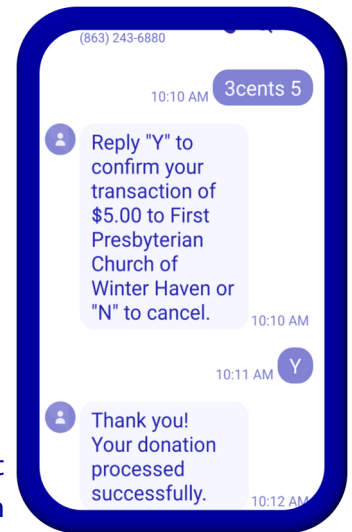 (863) 243-6880
10:10 AM 3cents 5
Reply "Y" to
confirm your
transaction of
$5.00 to First
Presbyterian
Church of
Winter Haven or
"N" to cancel.
10:10 AM
10:11 AM Y
Thank you!
Your donation
processed
successfully.
10:12 AM